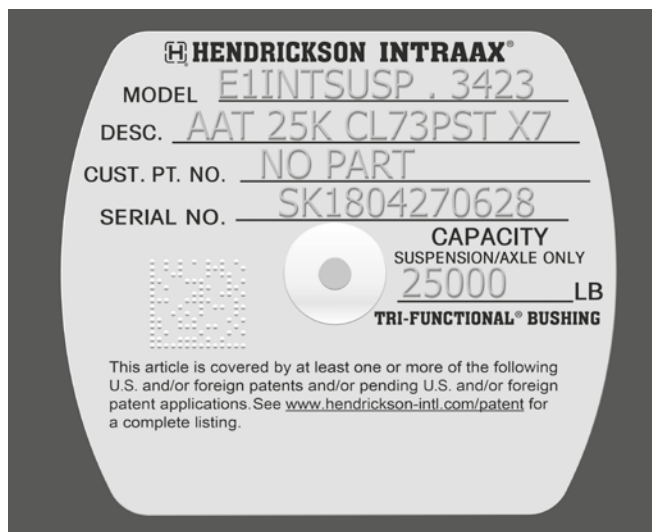 H HENDRICKSON INTRAAX®
MODEL E1INTSUSP . 3423
DESC. AAT 25K CL73PST X7
CUST. PT. NO. NO PART
SERIAL NO. SK1804270628
CAPACITY
SUSPENSION/AXLE ONLY
25000 LB
TRI-FUNCTIONAL® BUSHING
This article is covered by at least one or more of the following
U.S. and/or foreign patents and/or pending U.S. and/or foreign
patent applications. See www.hendrickson-intl.com/patent for
a complete listing.